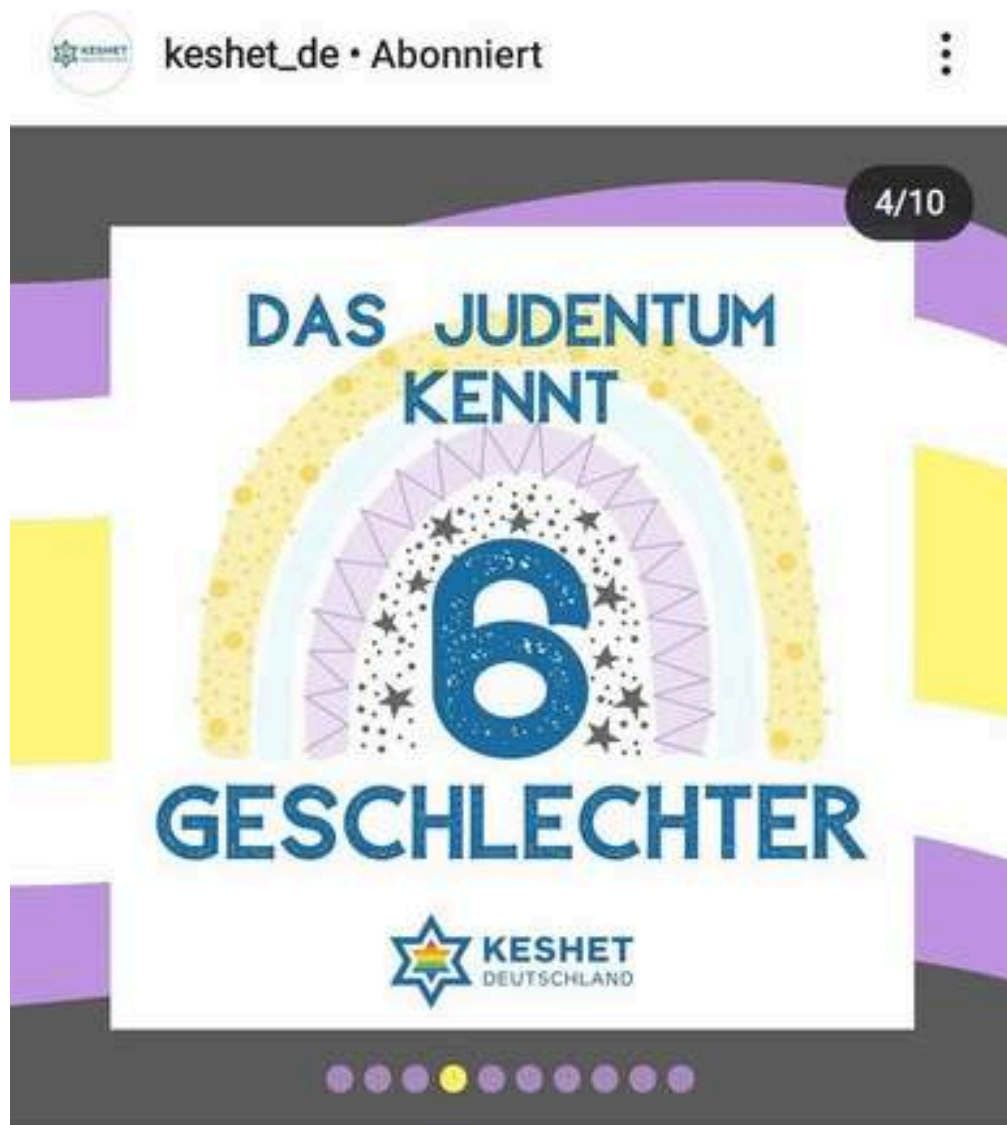 keshet_de • Abonniert
4/10
DAS JUDENTUM
KENNT
6
GESCHLECHTER
KESHET
DEUTSCHLAND